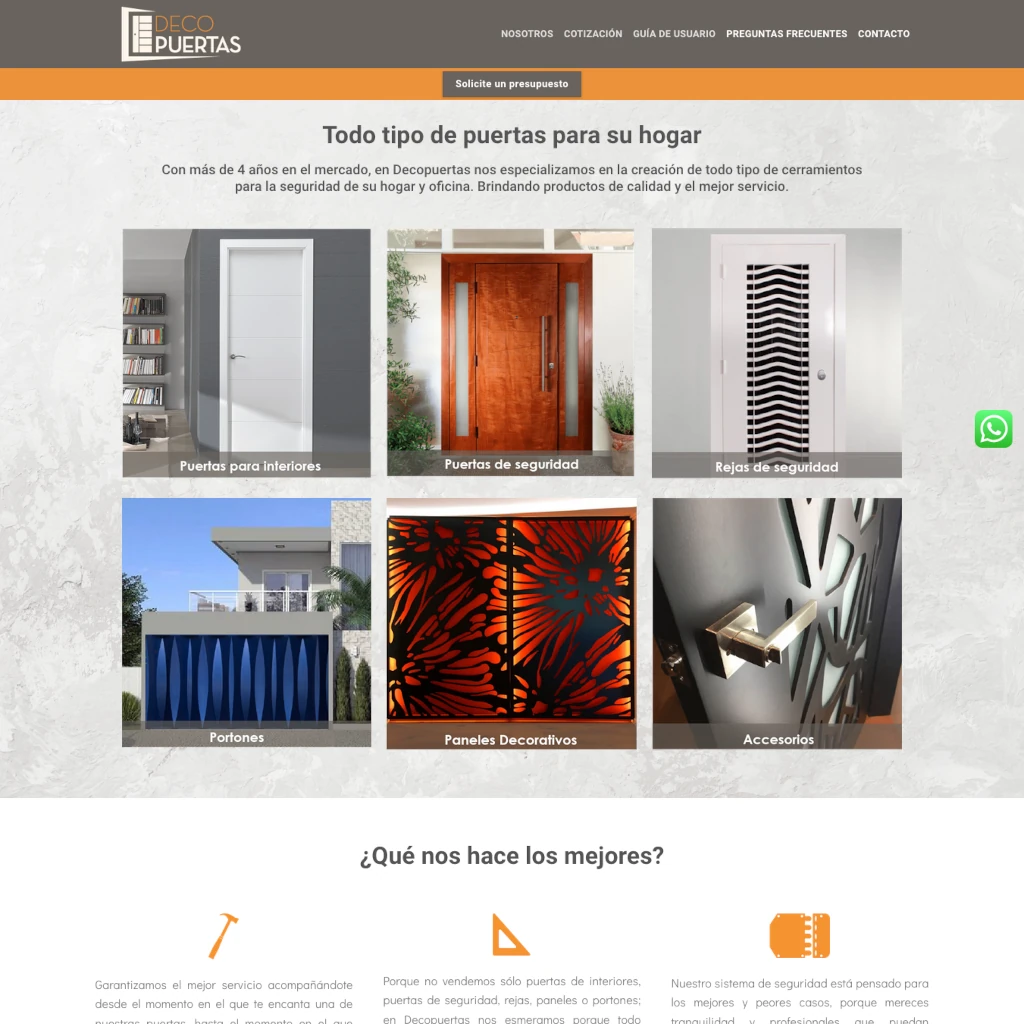 DECO
PUERTAS
NOSOTROS COTIZACIÓN GUÍA DE USUARIO PREGUNTAS FRECUENTES CONTACTO
Solicite un presupuesto
Todo tipo de puertas para su hogar
Con más de 4 años en el mercado, en Decopuertas nos especializamos en la creación de todo tipo de cerramientos
para la seguridad de su hogar y oficina. Brindando productos de calidad y el mejor servicio.
Puertas para interiores
Puertas de seguridad
Rejas de seguridad
Portones
Paneles Decorativos
Accesorios
¿Qué nos hace los mejores?
Garantizamos el mejor servicio acompañándote
desde el momento en el que te encanta una de
nuestras puertas, hasta el momento en el que
Porque no vendemos sólo puertas de interiores,
puertas de seguridad, rejas, paneles o portones;
en Decopuertas nos esmeramos porque todo
Nuestro sistema de seguridad está pensado para
los mejores y peores casos, porque mereces
tranquilidad y profesionales que puedan